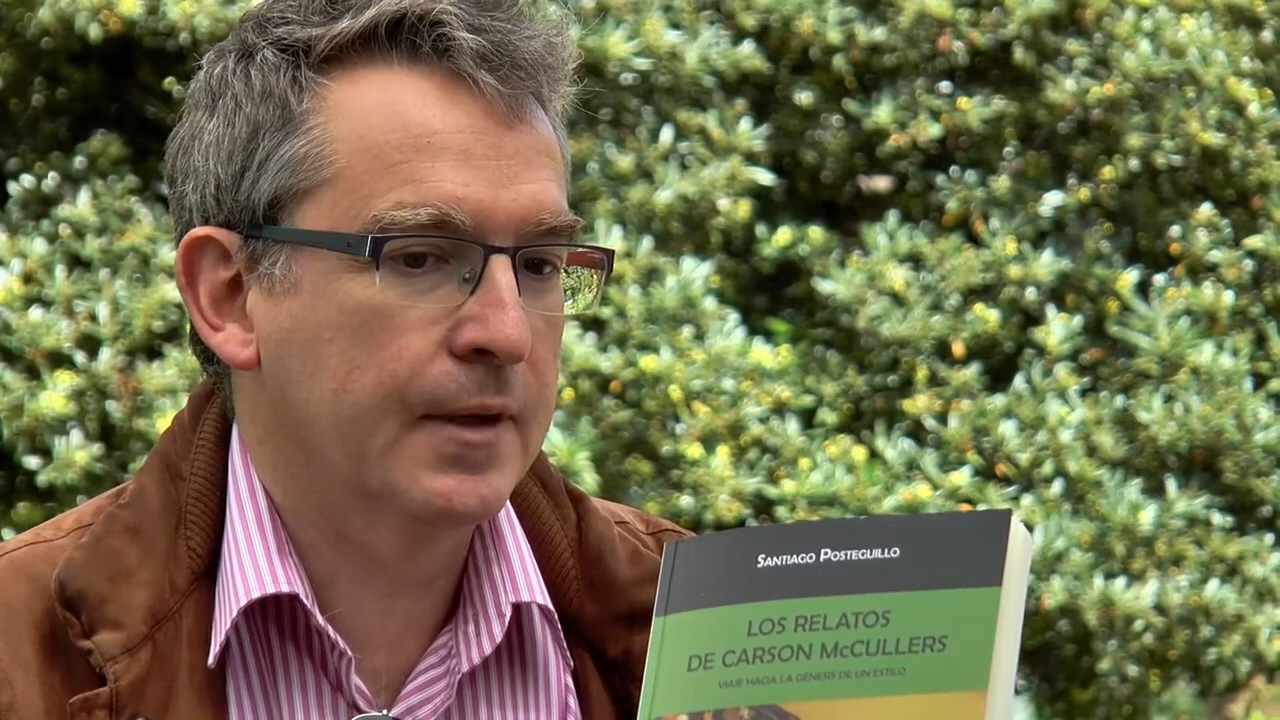 SANTIAGO POSTEGUILLO
LOS RELATOS
DE CARSON McCULLERS
VIAJE HACIA LA GÉNESIS DE UN ESTILO